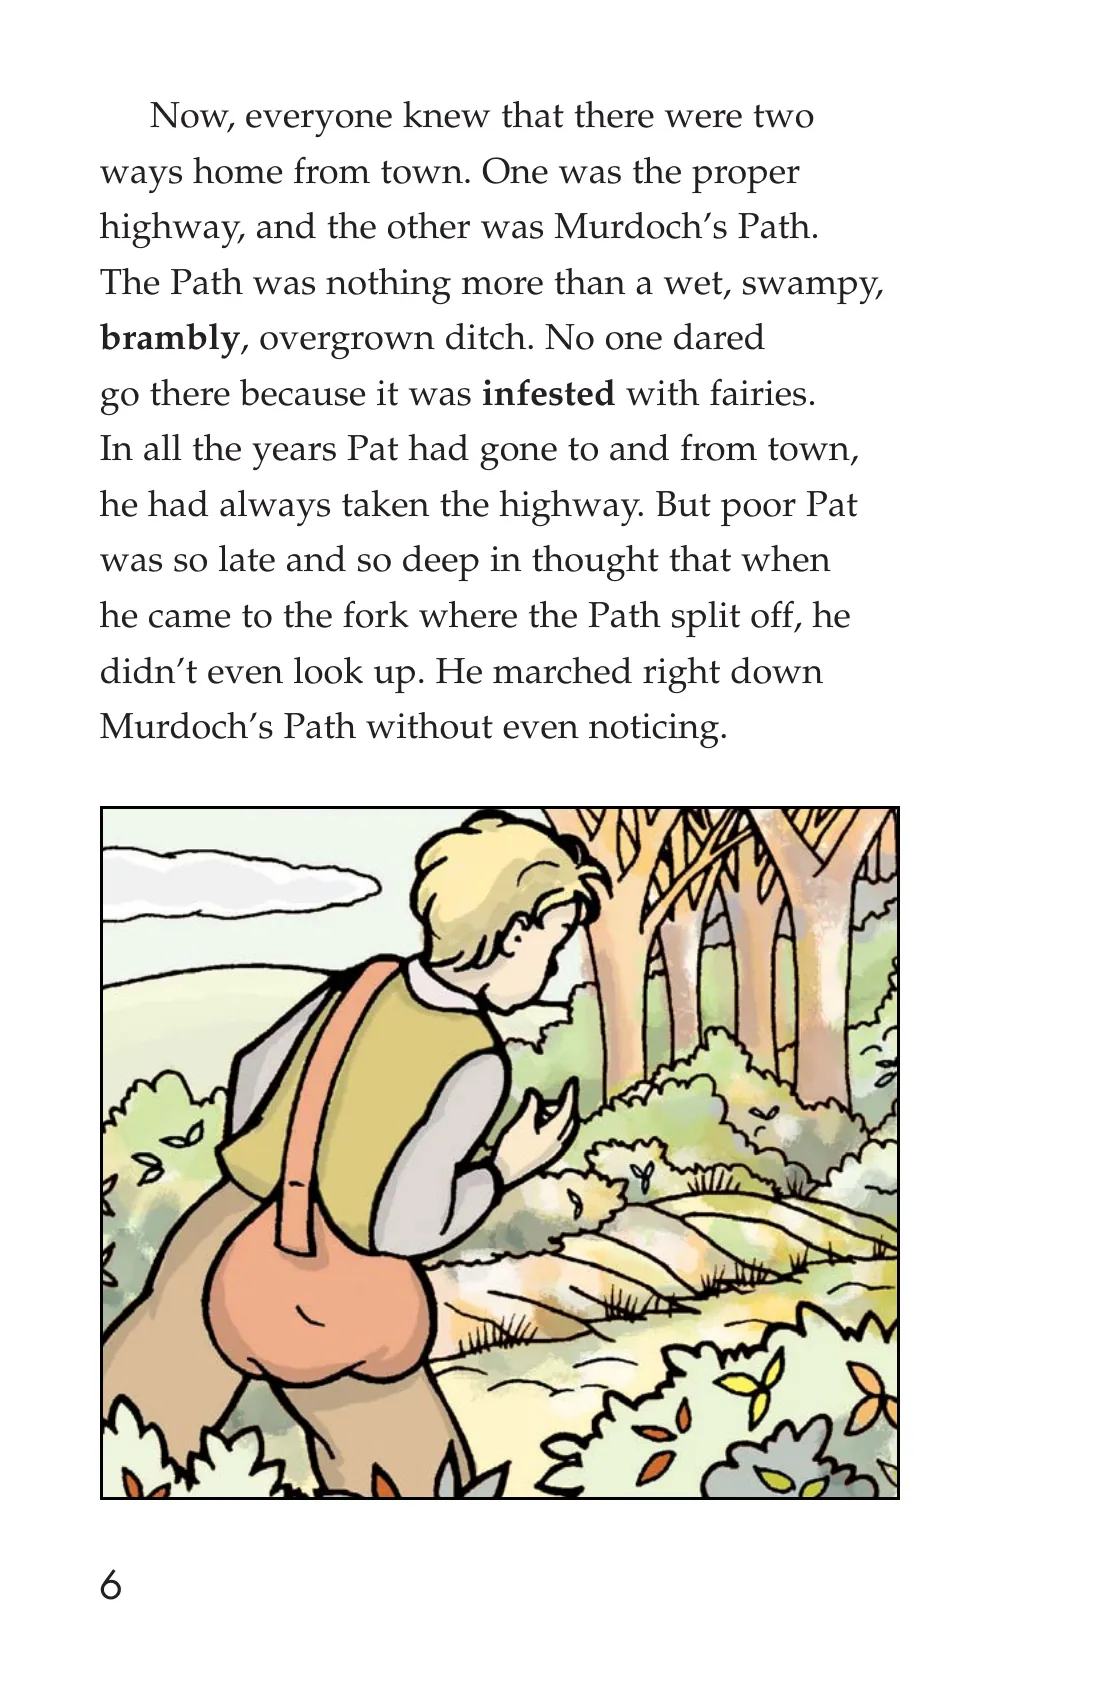 Now, everyone knew that there were two
ways home from town. One was the proper
highway, and the other was Murdoch’s Path.
The Path was nothing more than a wet, swampy,
brambly, overgrown ditch. No one dared
go there because it was infested with fairies.
In all the years Pat had gone to and from town,
he had always taken the highway. But poor Pat
was so late and so deep in thought that when
he came to the fork where the Path split off, he
didn’t even look up. He marched right down
Murdoch’s Path without even noticing.
6